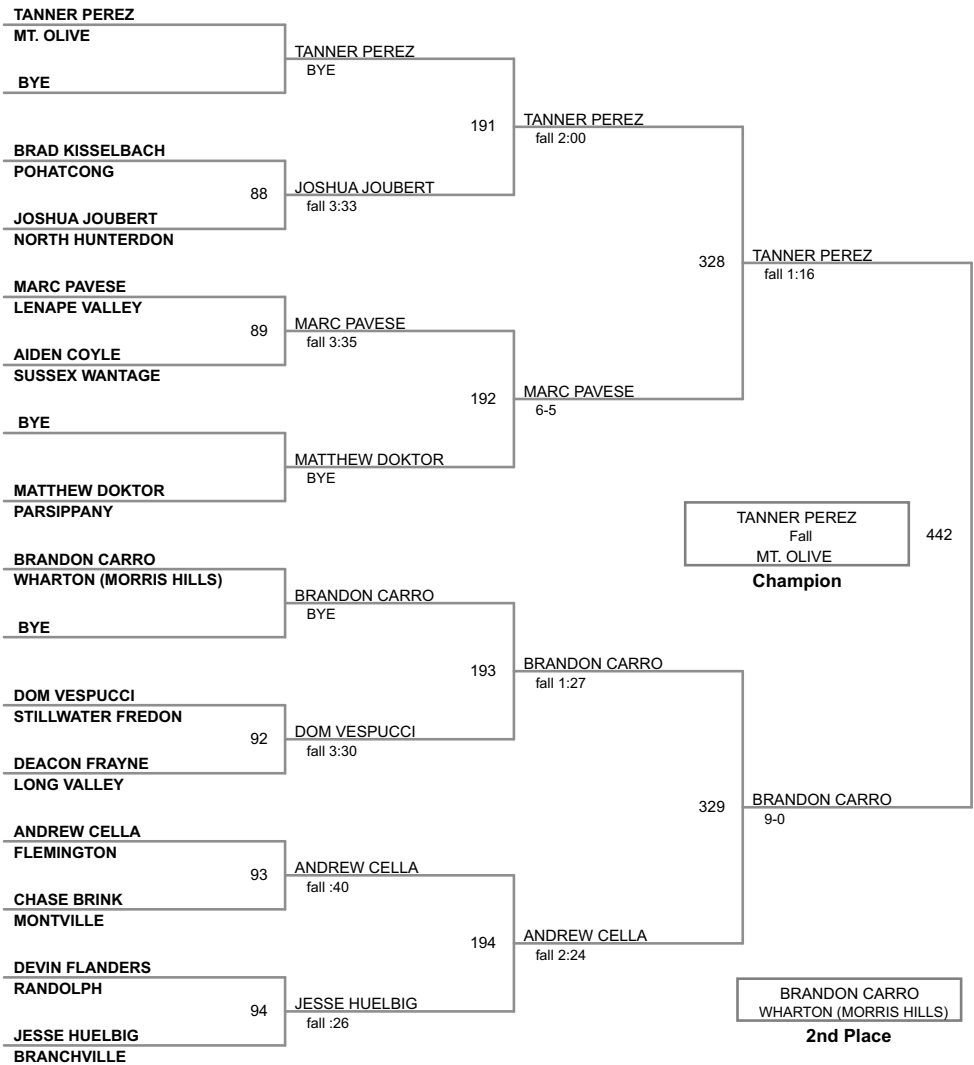 TANNER PEREZ
MT. OLIVE
BYE
TANNER PEREZ
BYE
191
TANNER PEREZ
fall 2:00
BRAD KISSELBACH
POHATCONG
88
JOSHUA JOUBERT
fall 3:33
JOSHUA JOUBERT
NORTH HUNTERDON
328
TANNER PEREZ
fall 1:16
MARC PAVESE
LENAPE VALLEY
89
MARC PAVESE
fall 3:35
AIDEN COYLE
SUSSEX WANTAGE
192
MARC PAVESE
6-5
BYE
MATTHEW DOKTOR
BYE
MATTHEW DOKTOR
PARSIPPANY
TANNER PEREZ
Fall
MT. OLIVE
442
Champion
BRANDON CARRO
WHARTON (MORRIS HILLS)
BRANDON CARRO
BYE
BYE
193
BRANDON CARRO
fall 1:27
DOM VESPUCCI
STILLWATER FREDON
92
DOM VESPUCCI
fall 3:30
DEACON FRAYNE
LONG VALLEY
329
BRANDON CARRO
9-0
ANDREW CELLA
FLEMINGTON
93
ANDREW CELLA
fall :40
CHASE BRINK
MONTVILLE
194
ANDREW CELLA
fall 2:24
DEVIN FLANDERS
RANDOLPH
94
JESSE HUELBIG
fall :26
JESSE HUELBIG
BRANCHVILLE
BRANDON CARRO
WHARTON (MORRIS HILLS)
2nd Place